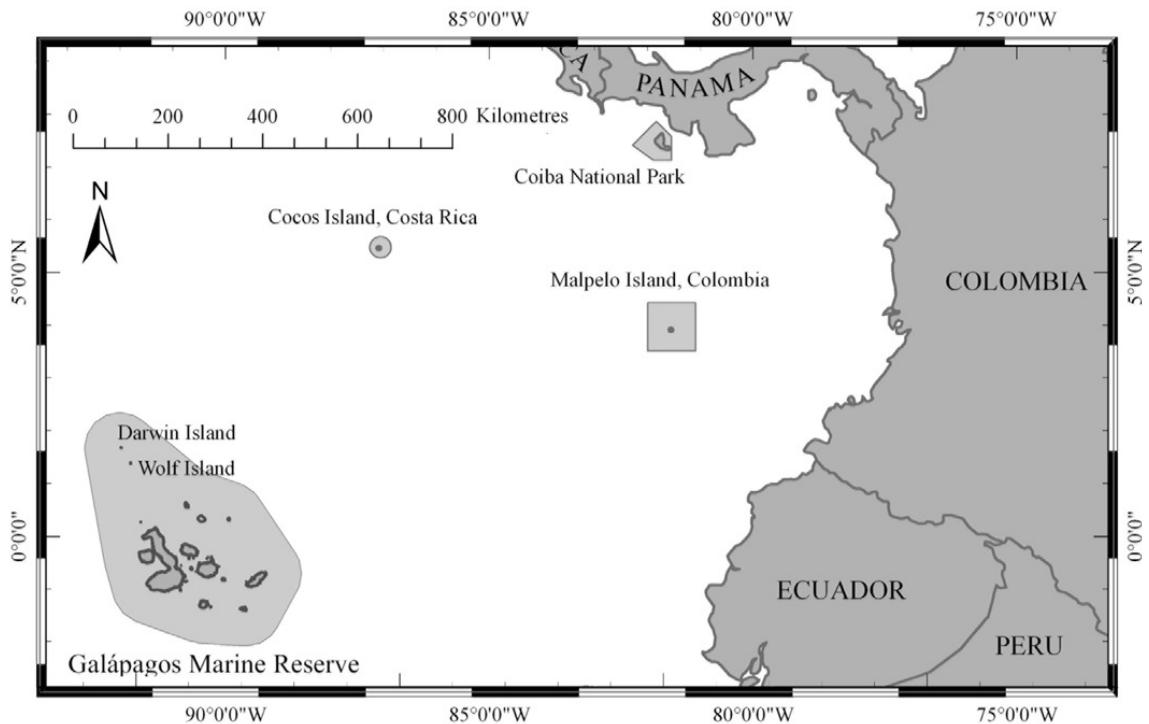 90°0'0"W 85°0'0"W 80°0'0"W 75°0'0"W
CA
PANAMA
0 200 400 600 800 Kilometres
Coiba National Park
N
Cocos Island, Costa Rica
5°0'0"N
5°0'0"N
Malpelo Island, Colombia
COLOMBIA
Darwin Island
Wolf Island
0°0'0"
0°0'0"
ECUADOR
PERU
Galápagos Marine Reserve
90°0'0"W 85°0'0"W 80°0'0"W 75°0'0"W